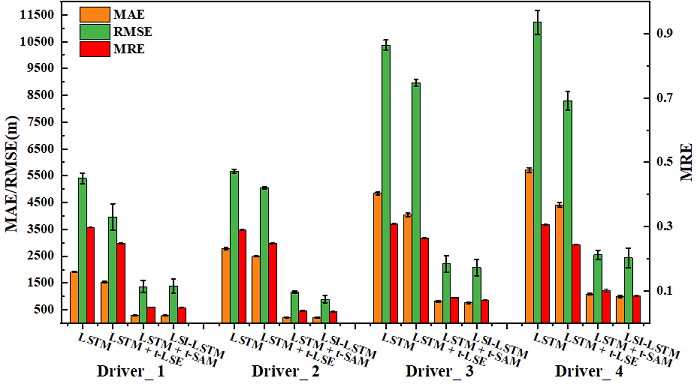 MAE
RMSE
MRE
11500
10500
9500
8500
7500
6500
5500
4500
3500
2500
1500
500
MAE/RMSE(m)
0.9
0.7
0.5
0.3
0.1
MRE
LSTM
LSTM + t-LSE
LSTM + t-SAM
LSI-LSTM
LSTM
LSTM + t-LSE
LSTM + t-SAM
LSI-LSTM
LSTM
LSTM + t-LSE
LSTM + t-SAM
LSI-LSTM
LSTM
LSTM + t-LSE
LSTM + t-SAM
LSI-LSTM
Driver_1
Driver_2
Driver_3
Driver_4